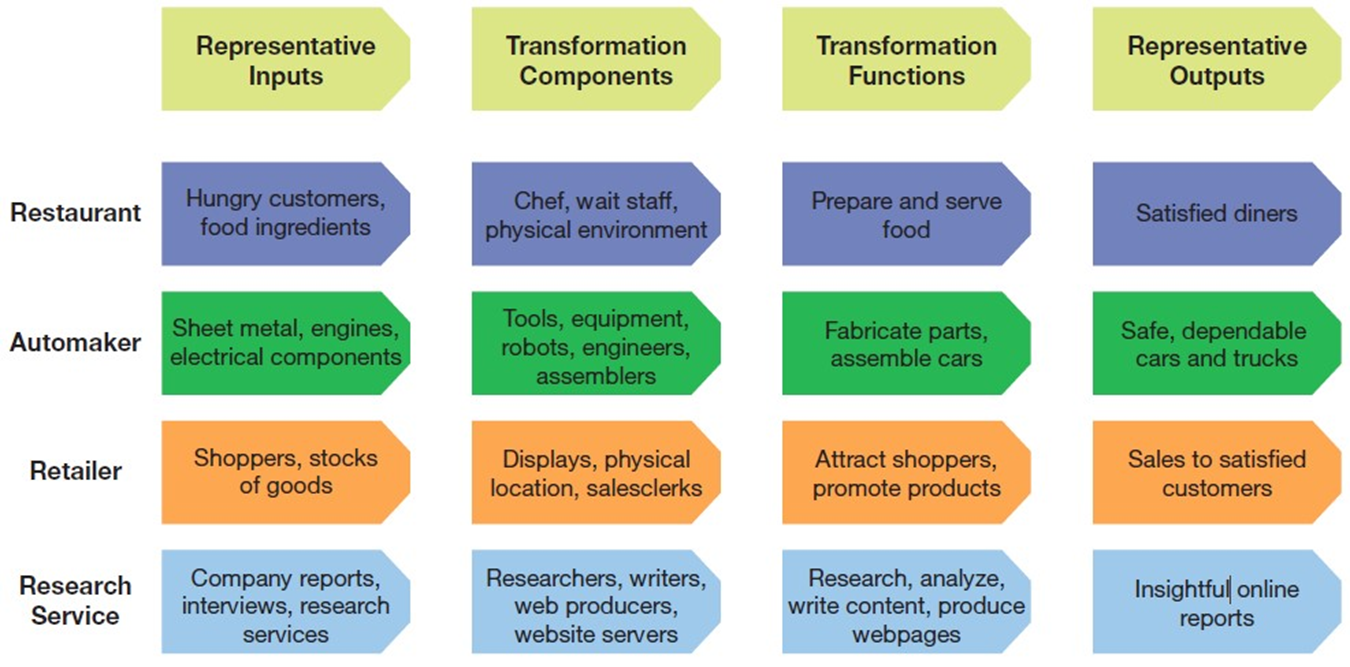 Representative
Inputs
Transformation
Components
Transformation
Functions
Representative
Outputs
Restaurant
Hungry customers,
food ingredients
Chef, wait staff,
physical environment
Prepare and serve
food
Satisfied diners
Automaker
Sheet metal, engines,
electrical components
Tools, equipment,
robots, engineers,
assemblers
Fabricate parts,
assemble cars
Safe, dependable
cars and trucks
Retailer
Shoppers, stocks
of goods
Displays, physical
location, salesclerks
Attract shoppers,
promote products
Sales to satisfied
customers
Research
Service
Company reports,
interviews, research
services
Researchers, writers,
web producers,
website servers
Research, analyze,
write content, produce
webpages
Insightful online
reports